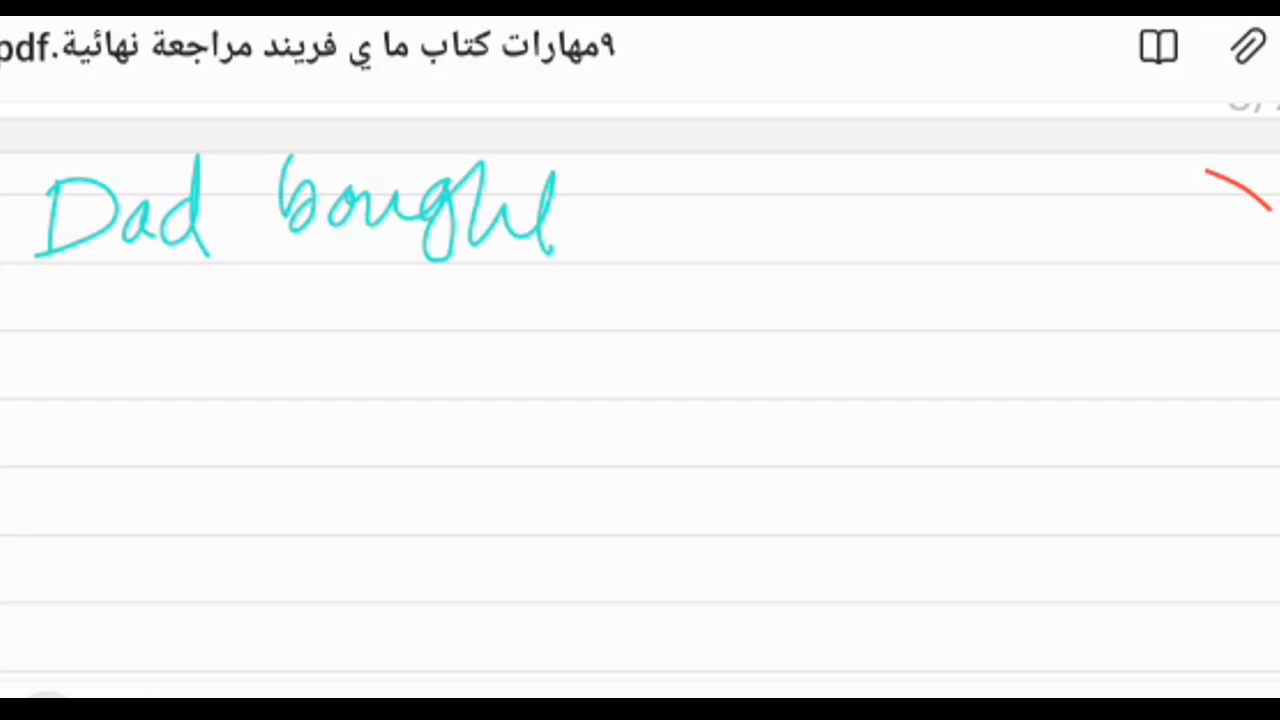 ٩مهارات كتاب ما ي فريند مراجعة نهائية.pdf
Dad bought